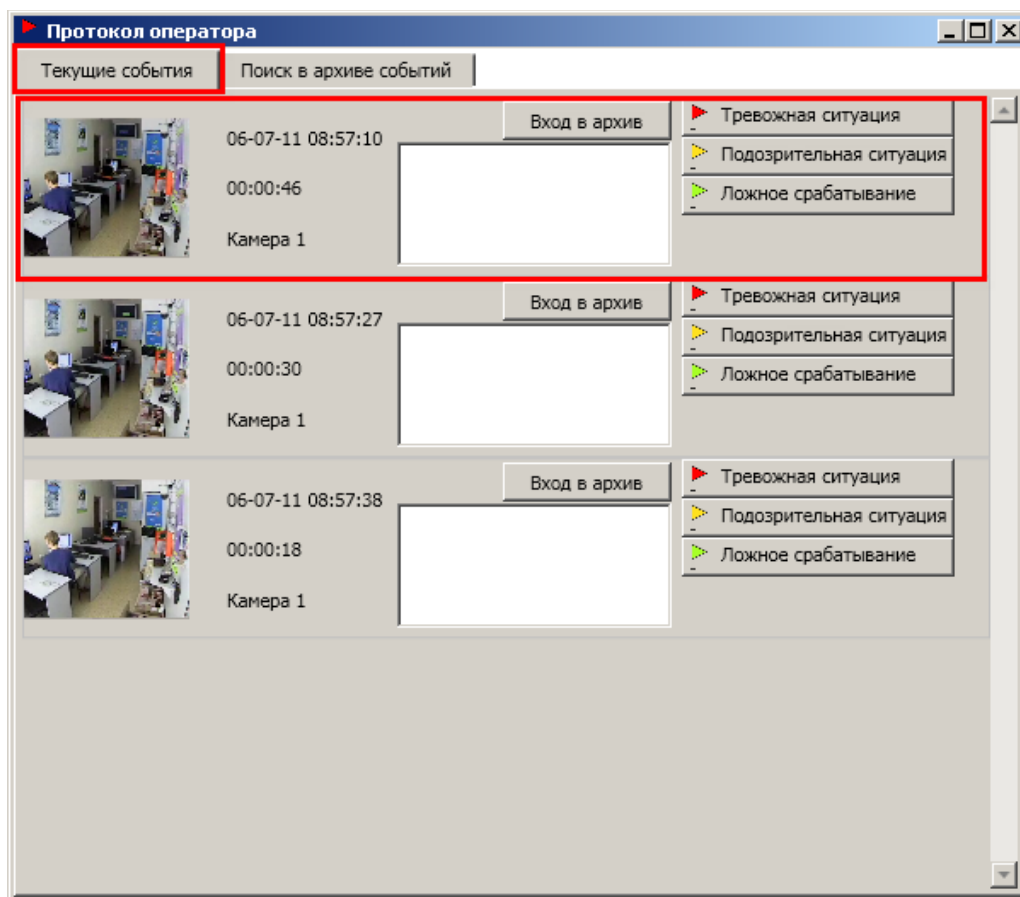 Протокол оператора
Текущие события
Поиск в архиве событий
06-07-11 08:57:10
00:00:46
Камера 1
Вход в архив
Тревожная ситуация
Подозрительная ситуация
Ложное срабатывание
06-07-11 08:57:27
00:00:30
Камера 1
Вход в архив
Тревожная ситуация
Подозрительная ситуация
Ложное срабатывание
06-07-11 08:57:38
00:00:18
Камера 1
Вход в архив
Тревожная ситуация
Подозрительная ситуация
Ложное срабатывание